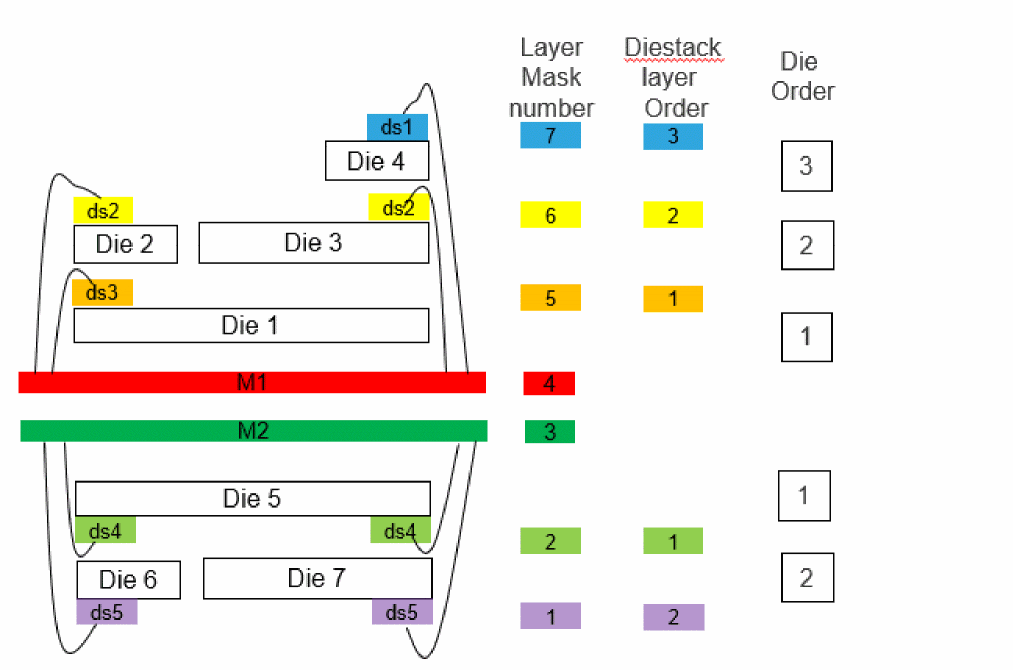 Layer
Mask
number
Diestack
layer
Order
Die
Order
ds1
7
3
Die 4
3
ds2
ds2
6
2
Die 2
Die 3
2
ds3
5
1
Die 1
1
M1
4
M2
3
Die 5
1
ds4
ds4
2
1
Die 6
Die 7
2
ds5
ds5
1
2